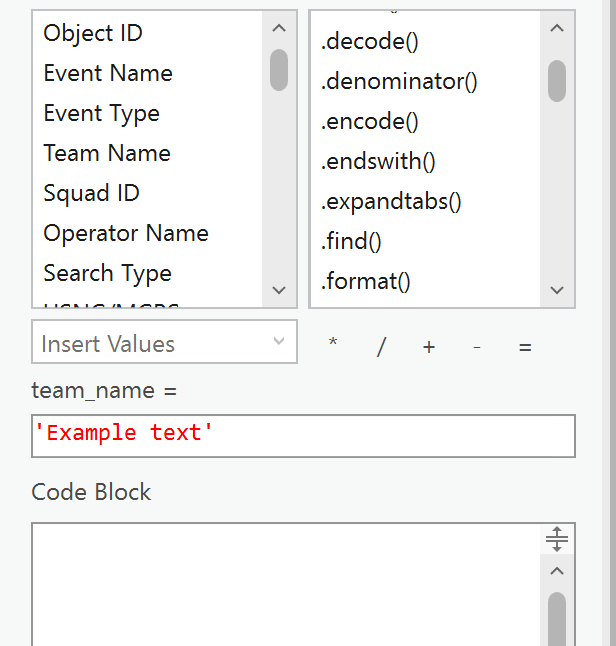 Object ID
Event Name
Event Type
Team Name
Squad ID
Operator Name
Search Type
.decode()
.denominator()
.encode()
.endswith()
.expandtabs()
.find()
.format()
Insert Values
* / + - =
team_name =
'Example text'
Code Block